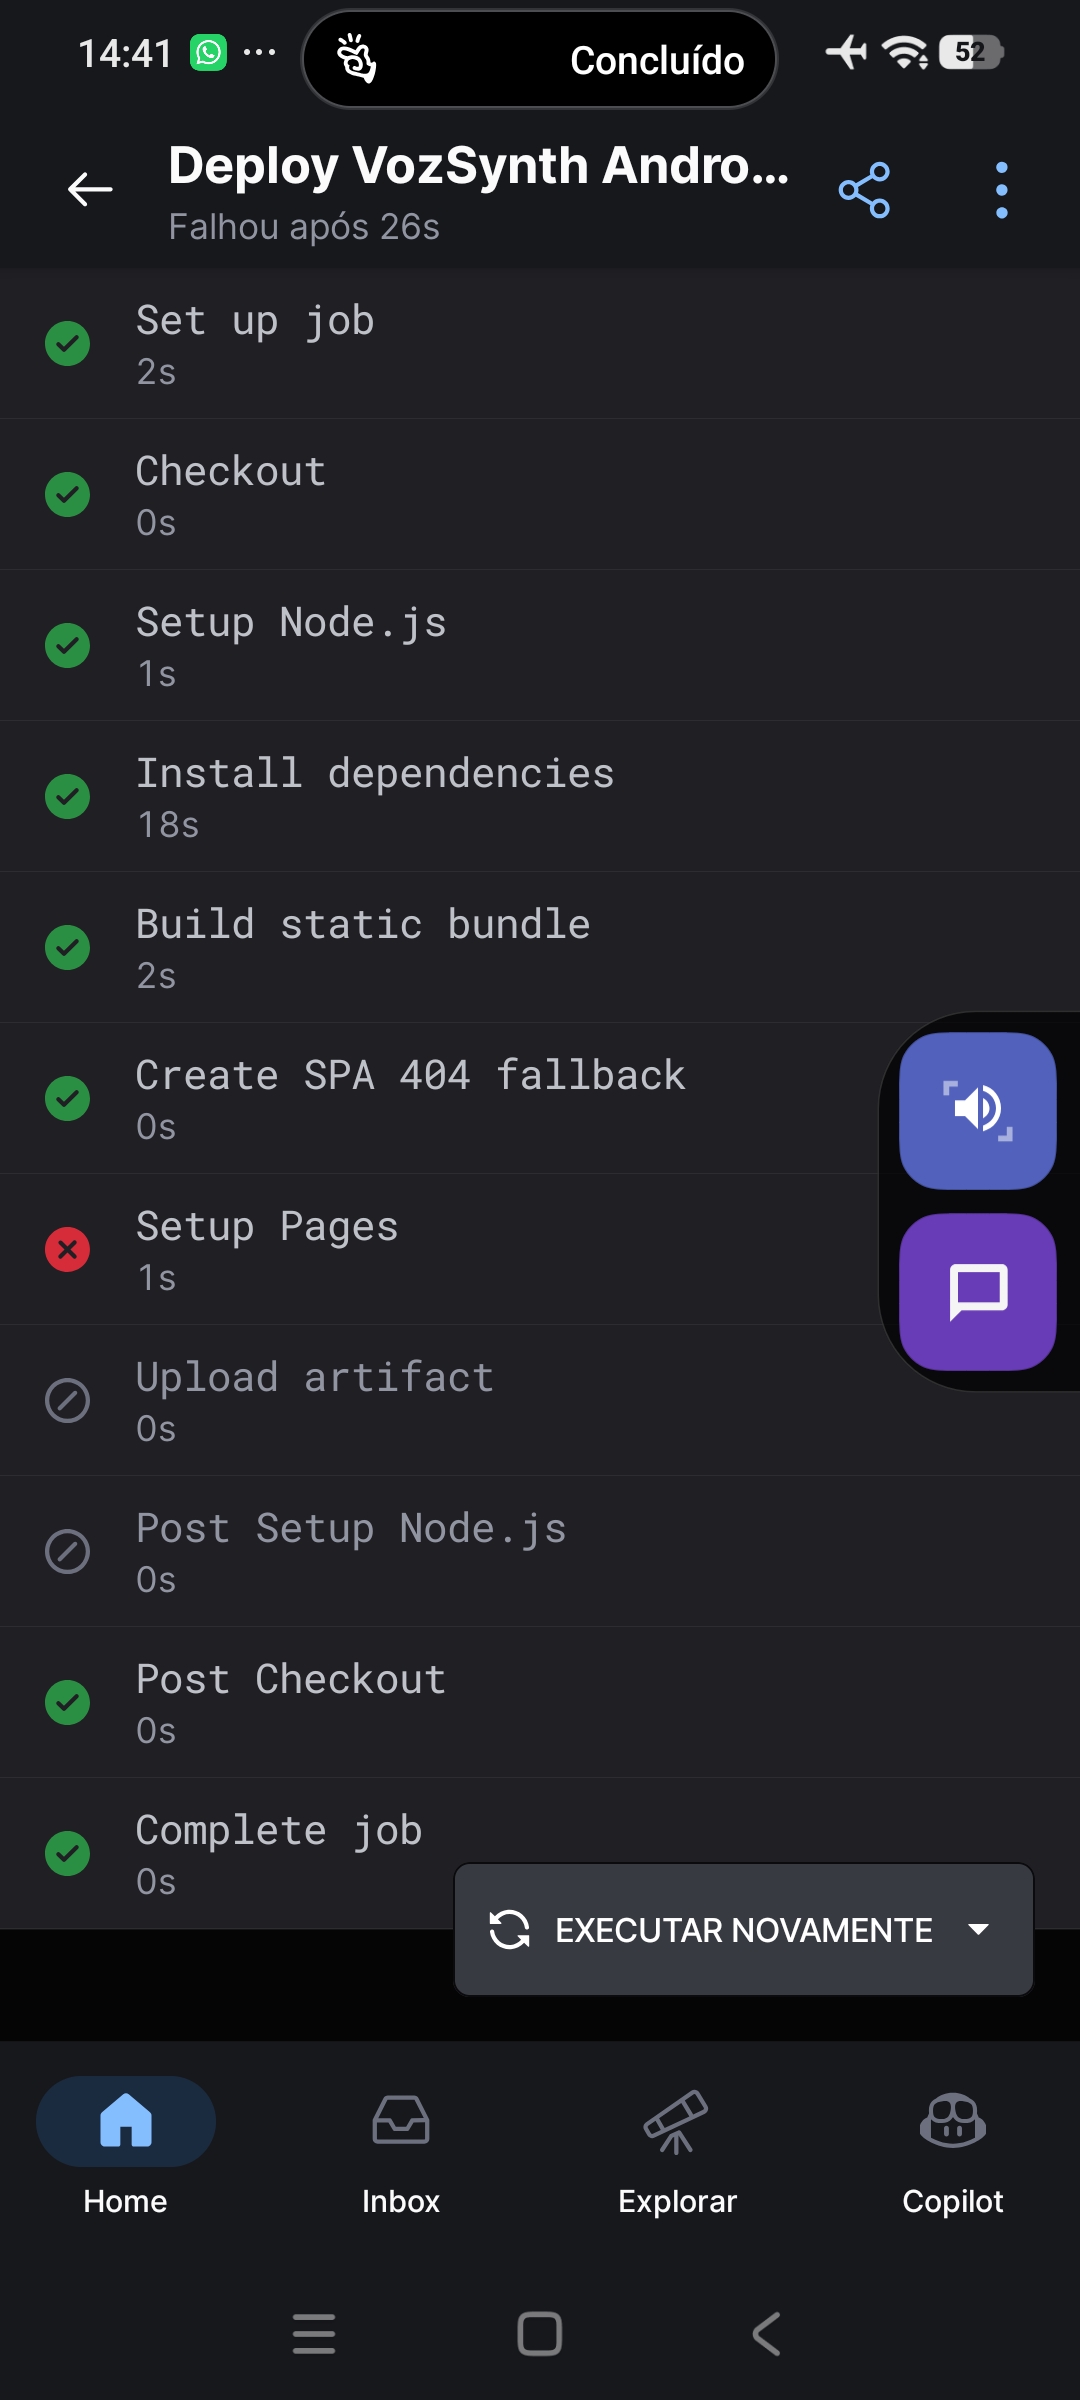 14:41
Concluído
52
Deploy VozSynth Andro...
Falhou após 26s
Set up job
2s
Checkout
0s
Setup Node.js
1s
Install dependencies
18s
Build static bundle
2s
Create SPA 404 fallback
0s
Setup Pages
1s
Upload artifact
0s
Post Setup Node.js
0s
Post Checkout
0s
Complete job
0s
EXECUTAR NOVAMENTE
Home
Inbox
Explorar
Copilot